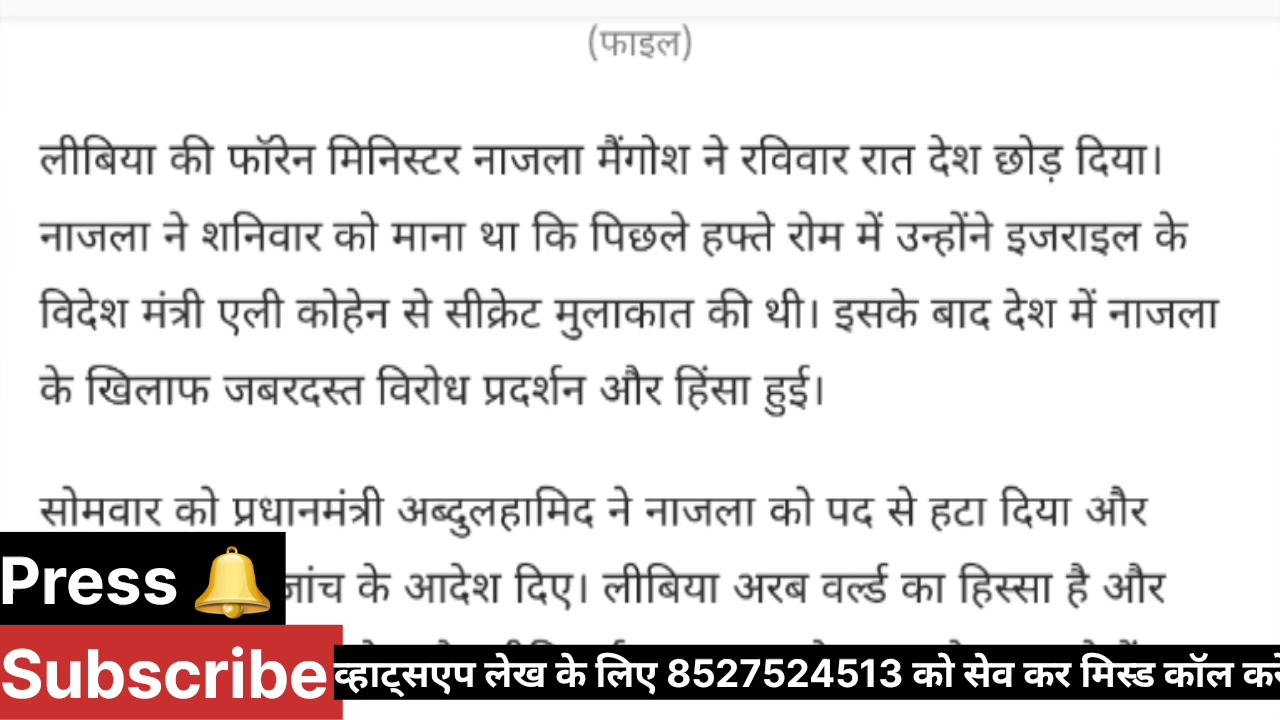 (फाइल)
लीबिया की फॉरेन मिनिस्टर नाजला मैंगोश ने रविवार रात देश छोड़ दिया।
नाजला ने शनिवार को माना था कि पिछले हफ्ते रोम में उन्होंने इजराइल के
विदेश मंत्री एली कोहेन से सीक्रेट मुलाकात की थी। इसके बाद देश में नाजला
के खिलाफ जबरदस्त विरोध प्रदर्शन और हिंसा हुई।
सोमवार को प्रधानमंत्री अब्दुलहामिद ने नाजला को पद से हटा दिया और
जांच के आदेश दिए। लीबिया अरब वर्ल्ड का हिस्सा है और
Press 🔔
Subscribe
व्हाट्सएप लेख के लिए 8527524513 को सेव कर मिस्ड कॉल